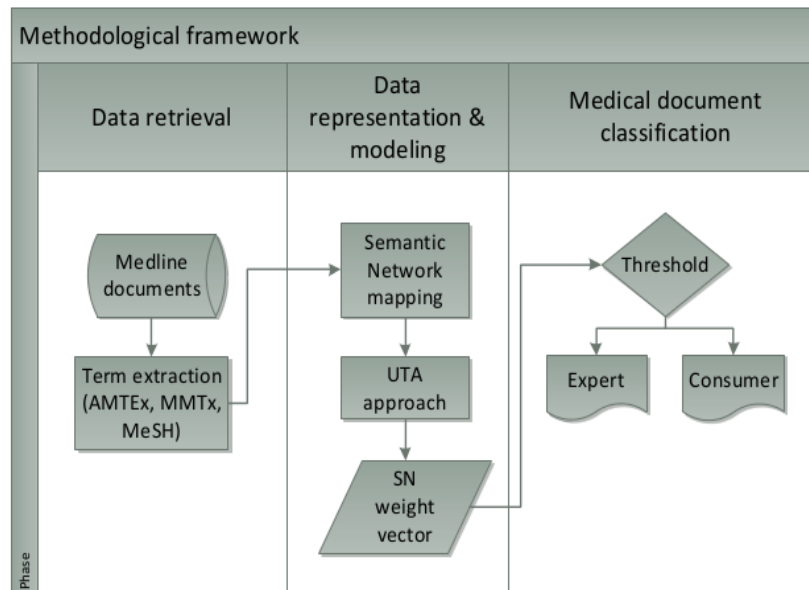 Methodological framework
Data retrieval
Data
representation &
modeling
Medical document
classification
Medline
documents
Term extraction
(AMTEx, MMTx,
MeSH)
Semantic
Network
mapping
UTA
approach
SN
weight
vector
Threshold
Expert
Consumer
Phase